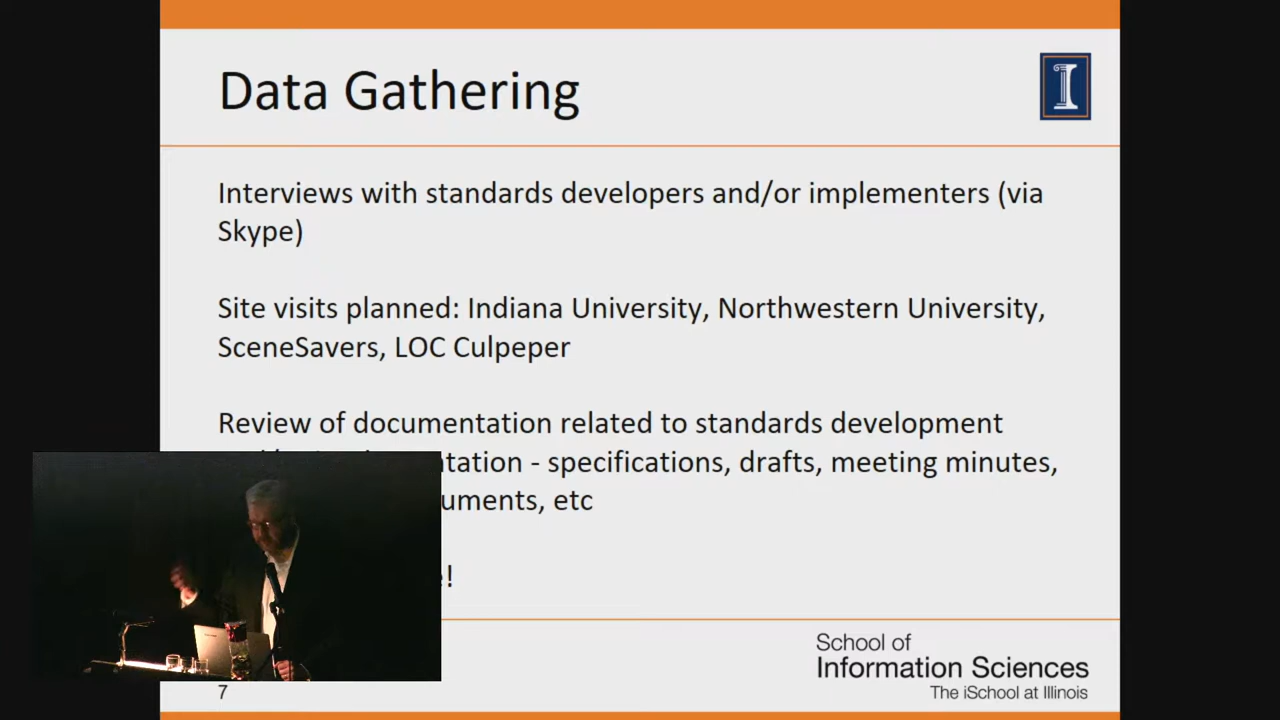 Data Gathering
I
Interviews with standards developers and/or implementers (via
Skype)
Site visits planned: Indiana University, Northwestern University,
SceneSavers, LOC Culpeper
Review of documentation related to standards development
- specifications, drafts, meeting minutes,
etc
School of
Information Sciences
The iSchool at Illinois
7